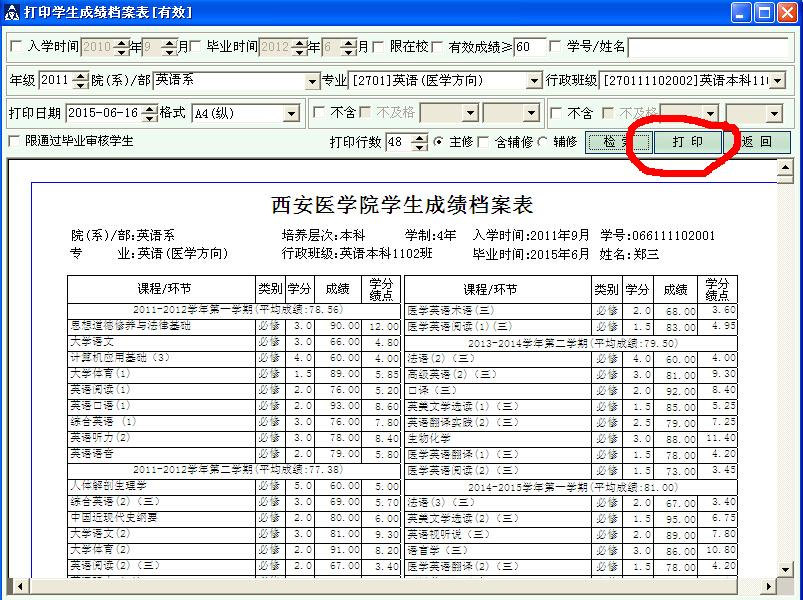 打印学生成绩档案表[有效]
入学时间 2010 年 9 月 毕业时间 2012 年 6 月 限在校 有效成绩≥ 60 学号/姓名
年级 2011 院(系)/部 英语系 专业 [2701]英语(医学方向) 行政班级 [270111102002]英语本科11
打印日期 2015-06-16 格式 A4(纵) 不含 不及格 不含 不及格
限通过毕业审核学生 打印行数 48 主修 含辅修 辅修 检 打 印 返 回
西安医学院学生成绩档案表
院(系)/部:英语系 培养层次:本科 学制:4年 入学时间:2011年9月 学号:066111102001
专 业:英语(医学方向) 行政班级:英语本科1102班 毕业时间:2015年6月 姓名:郑三
课程/环节 类别 学分 成绩 学分绩点 课程/环节 类别 学分 成绩 学分绩点
2011-2012学年第一学期(平均成绩:78.56) 医学英语术语(三) 必修 2.0 68.00 3.60
思想道德修养与法律基础 必修 3.0 90.00 12.00 医学英语阅读(1)(三) 必修 1.5 83.00 4.95
大学语文 必修 3.0 66.00 4.80 2013-2014学年第二学期(平均成绩:79.50)
计算机应用基础(3) 必修 4.0 60.00 4.00 法语(2)(三) 必修 4.0 60.00 4.00
大学体育(1) 必修 1.5 89.00 5.85 高级英语(2)(三) 必修 3.0 81.00 9.30
英语阅读(1) 必修 2.0 76.00 5.20 口译(三) 必修 2.0 92.00 8.40
英语口语(1) 必修 2.0 93.00 8.60 英美文学选读(1)(三) 必修 1.5 85.00 5.25
综合英语 (1) 必修 3.0 76.00 7.80 英语翻译实践(2)(三) 必修 2.5 79.00 7.25
英语听力(2) 必修 3.0 78.00 8.40 生物化学 必修 3.0 88.00 11.40
英语语音 必修 2.0 79.00 5.80 医学英语翻译(1)(三) 必修 1.5 78.00 4.20
2011-2012学年第二学期(平均成绩:77.38) 医学英语阅读(2)(三) 必修 1.5 73.00 3.45
人体解剖生理学 必修 5.0 60.00 5.00 2014-2015学年第一学期(平均成绩:81.00)
综合英语(2)(三) 必修 3.0 69.00 5.70 法语(3)(三) 必修 2.0 67.00 3.40
中国近现代史纲要 必修 2.0 80.00 6.00 英美文学选读(2)(三) 必修 1.5 95.00 6.75
大学语文(2) 必修 3.0 81.00 9.30 英语视听说(三) 必修 2.0 89.00 7.80
大学体育(2) 必修 2.0 91.00 8.20 语言学(三) 必修 3.0 86.00 10.80
英语阅读(2)(三) 必修 2.0 67.00 3.40 医学英语翻译(2)(三) 必修 1.5 78.00 4.20